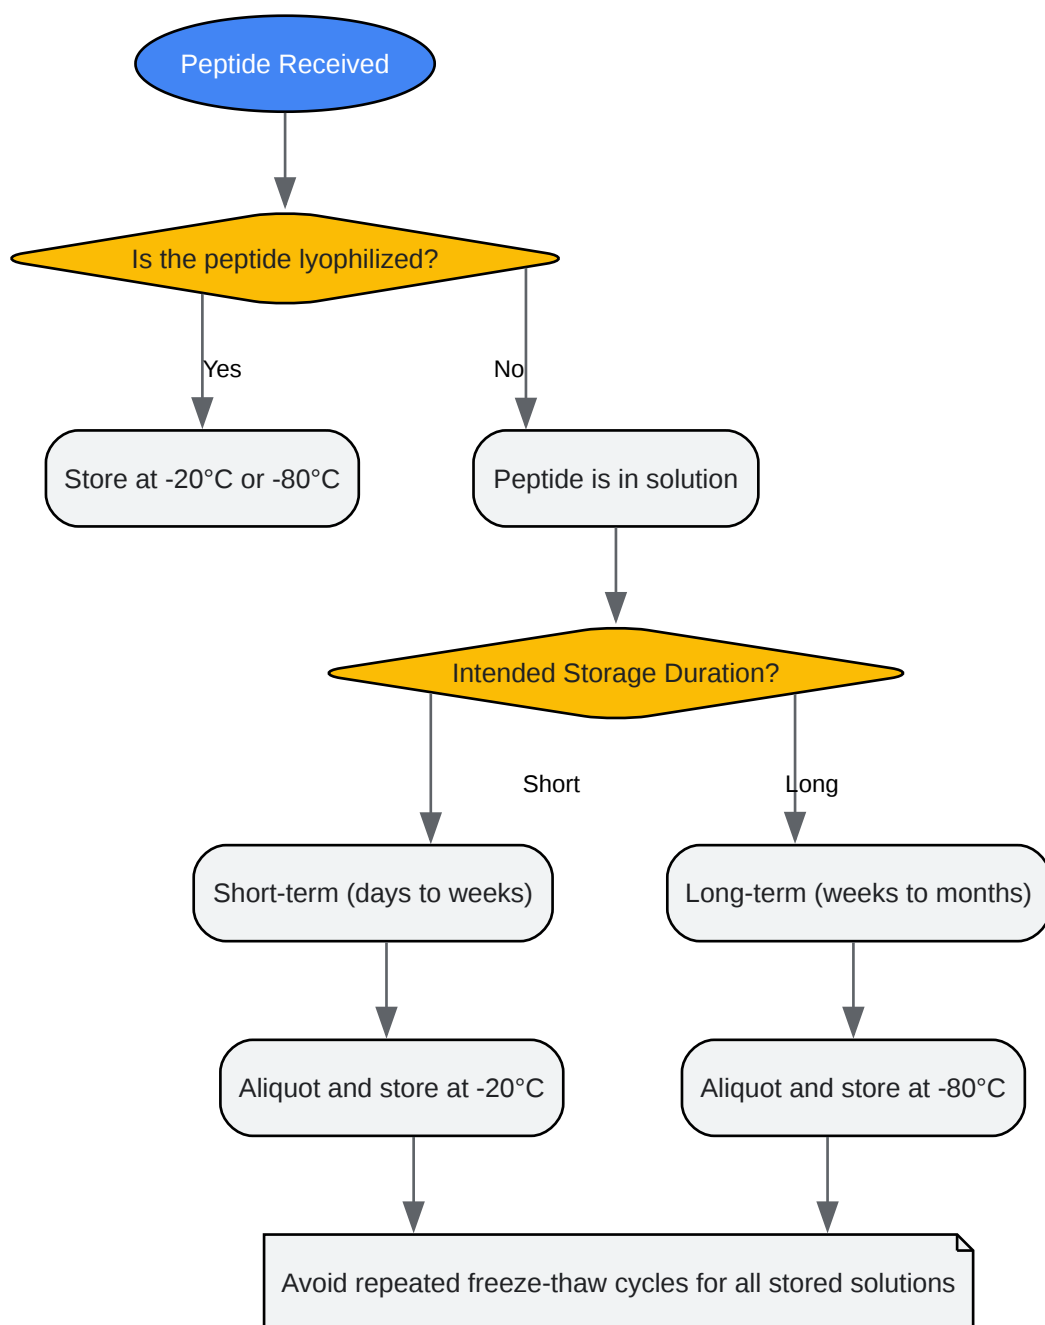 Peptide Received
Is the peptide lyophilized?
Yes
No
Store at -20°C or -80°C
Peptide is in solution
Intended Storage Duration?
Short
Long
Short-term (days to weeks)
Long-term (weeks to months)
Aliquot and store at -20°C
Aliquot and store at -80°C
Avoid repeated freeze-thaw cycles for all stored solutions